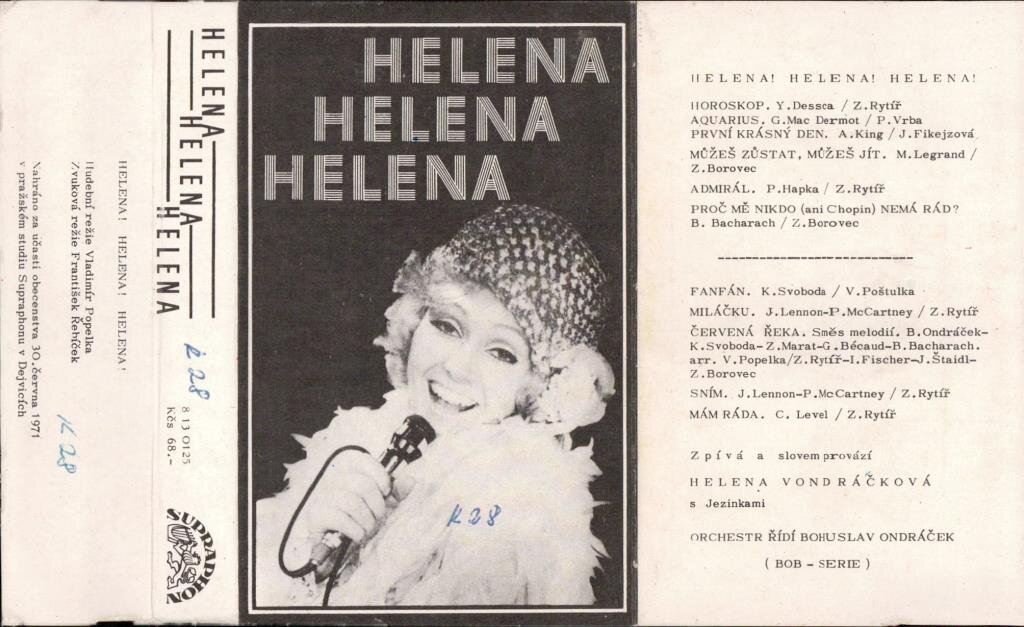 HELENA! HELENA! HELENA!
Hudební režie Vladimír Popelka
Zvuková režie František Řebíček
Nahráno za účasti obecenstva 30.června 1971
v pražském studiu Supraphonu v Dejvicích
K 28
HELENA
HELENA
HELENA
K 28
8 13 0125
Kčs 68.-
SUPRAPHON
HELENA
HELENA
HELENA
K 28
HELENA! HELENA! HELENA!
HOROSKOP. Y.Dessca / Z.Rytíř
AQUARIUS. G.Mac Dermot / P.Vrba
PRVNÍ KRÁSNÝ DEN. A.King / J.Fikejzová
MŮŽEŠ ZŮSTAT, MŮŽEŠ JÍT. M.Legrand /
Z.Borovec
ADMIRÁL. P.Hapka / Z.Rytíř
PROČ MĚ NIKDO (ani Chopin) NEMÁ RÁD?
B. Bacharach / Z.Borovec
FANFÁN. K.Svoboda / V.Poštulka
MILÁČKU. J.Lennon-P.McCartney / Z.Rytíř
ČERVENÁ ŘEKA. Směs melodií. B.Ondráček-
K.Svoboda-Z.Marat-G.Bécaud-B.Bacharach.
arr. V.Popelka/Z.Rytíř-I.Fischer-J.Štaidl-
Z.Borovec
SNÍM. J.Lennon-P.McCartney / Z.Rytíř
MÁM RÁDA. C. Level / Z.Rytíř
Zpívá a slovem provází
HELENA VONDRÁČKOVÁ
s Jezinkami
ORCHESTR ŘÍDÍ BOHUSLAV ONDRÁČEK
( BOB - SERIE )